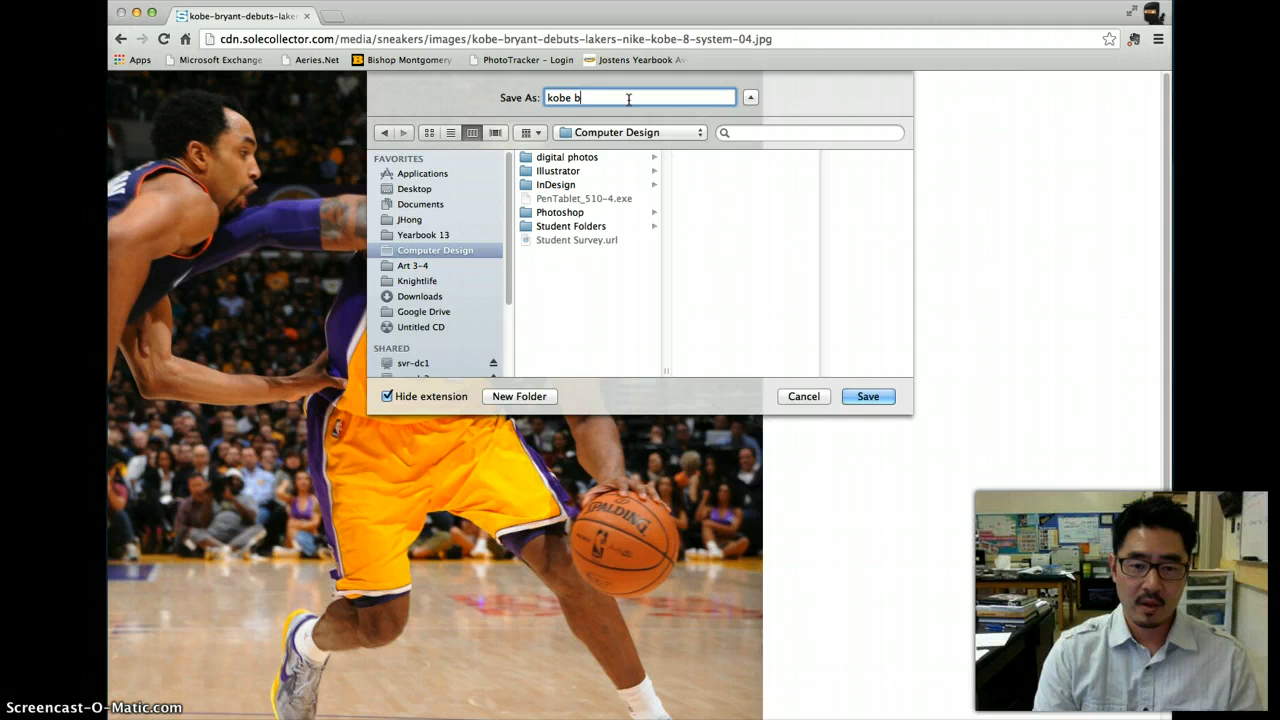 kobe-bryant-debuts-laker
cdn.solecollector.com/media/sneakers/images/kobe-bryant-debuts-lakers-nike-kobe-8-system-04.jpg
Apps Microsoft Exchange Aeries.Net Bishop Montgomery PhotoTracker - Login Jostens Yearbook Av
Save As: kobe b
Computer Design
FAVORITES
Applications
Desktop
Documents
JHong
Yearbook 13
Computer Design
Art 3-4
Knightlife
Downloads
Google Drive
Untitled CD
SHARED
svr-dc1
digital photos
Illustrator
InDesign
PenTablet_510-4.exe
Photoshop
Student Folders
Student Survey.url
Hide extension New Folder Cancel Save
SPALDING
Screencast-O-Matic.com